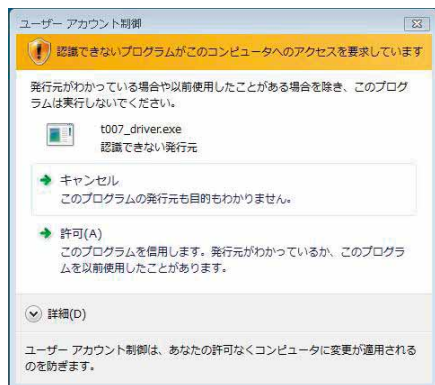 ユーザー アカウント制御
認識できないプログラムがこのコンピュータへのアクセスを要求しています
発行元がわかっている場合や以前使用したことがある場合を除き、このプログ
ラムは実行しないでください。
t007_driver.exe
認識できない発行元
キャンセル
このプログラムの発行元も目的もわかりません。
許可(A)
このプログラムを信用します。発行元がわかっているか、このプログラ
ムを以前使用したことがあります。
詳細(D)
ユーザー アカウント制御は、あなたの許可なくコンピュータに変更が適用される
のを防ぎます。